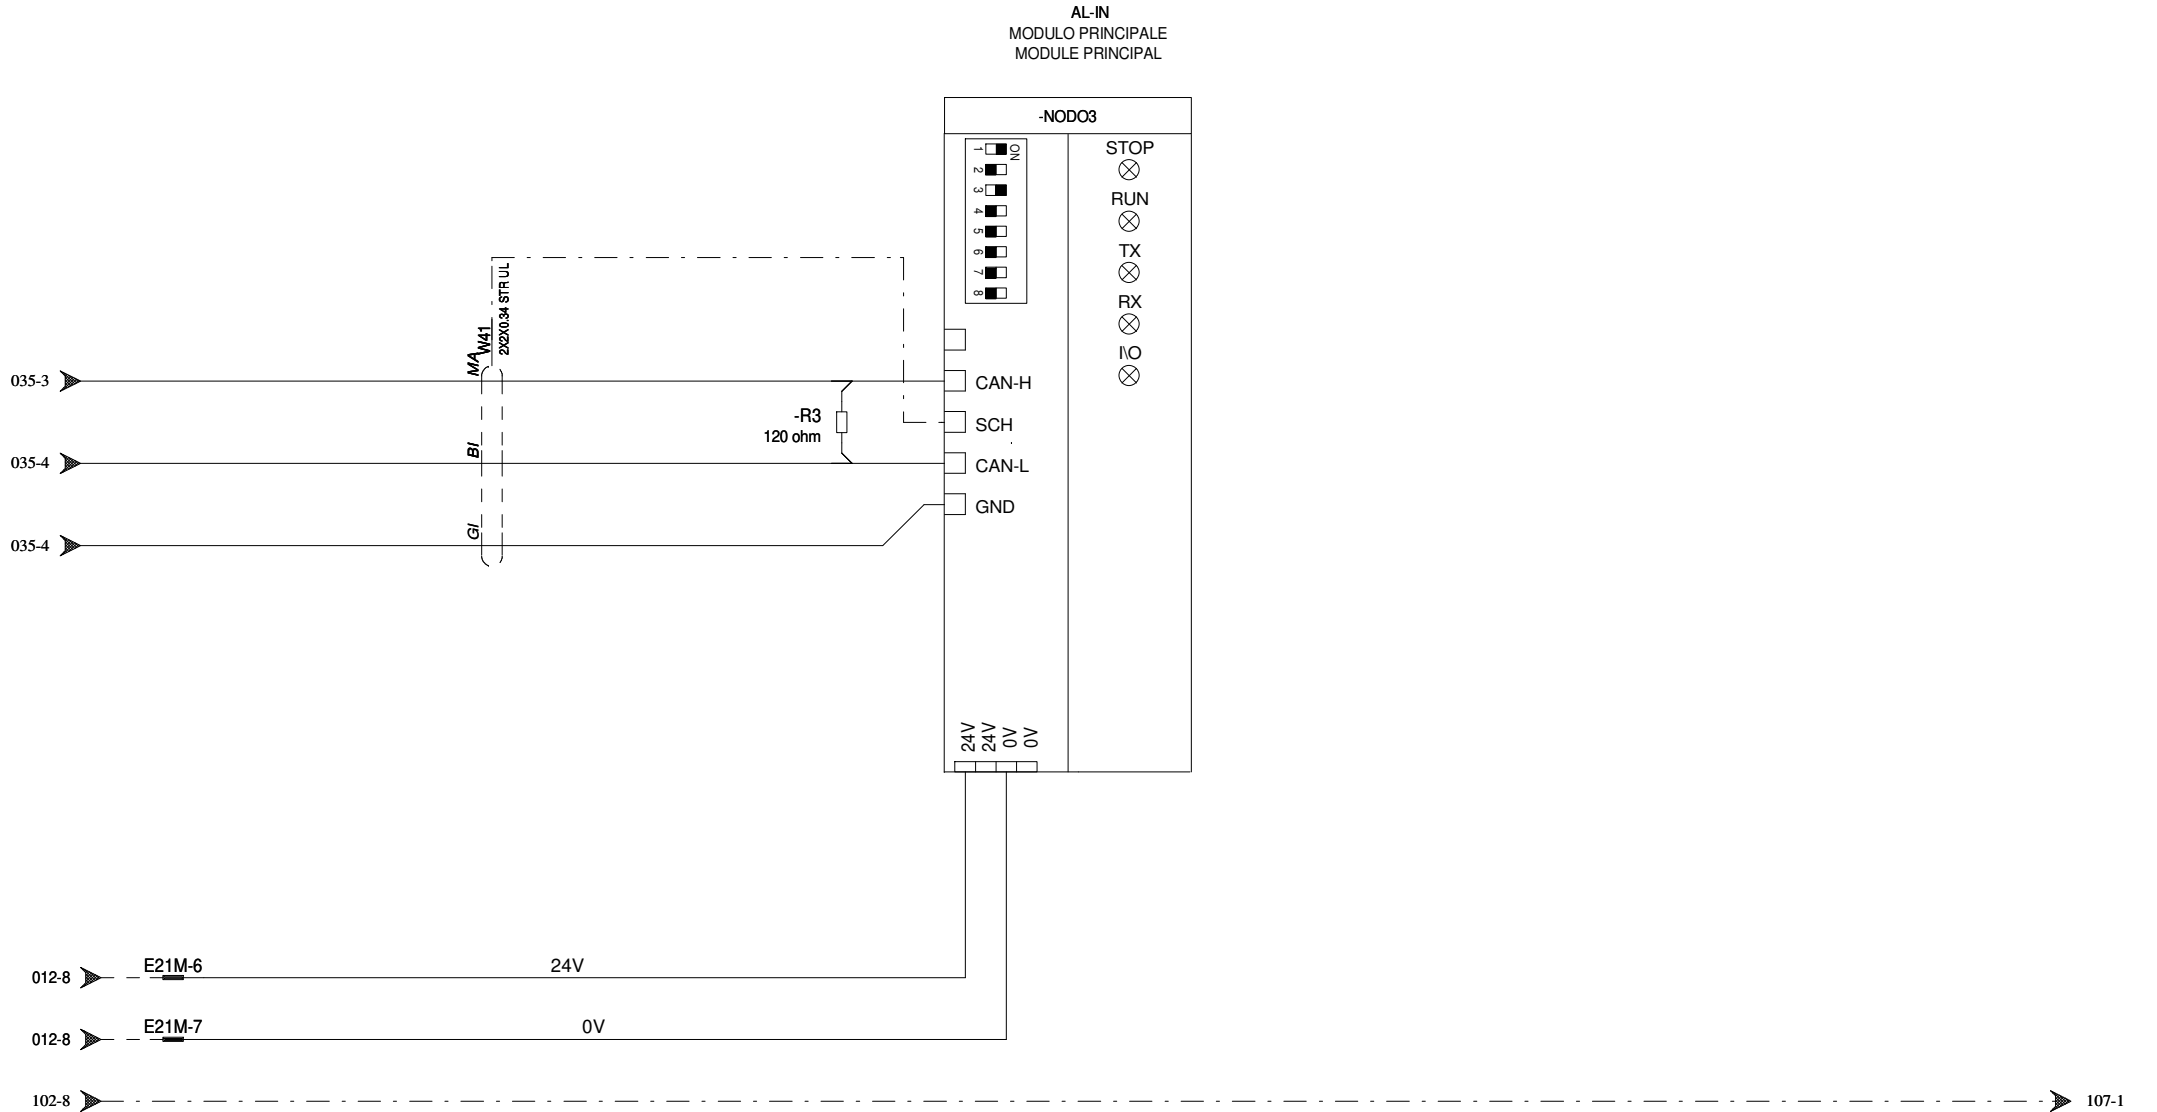 AL-IN
MODULO PRINCIPALE
MODULE PRINCIPAL
-NODO3
1
ON
2
3
4
5
6
7
8
STOP
RUN
TX
RX
I\O
MA
W41
2X2X0.34 STR UL
035-3
CAN-H
-R3
120 ohm
SCH
035-4
BI
CAN-L
GND
035-4
GI
24V
24V
0V
0V
012-8
E21M-6
24V
012-8
E21M-7
0V
102-8
107-1